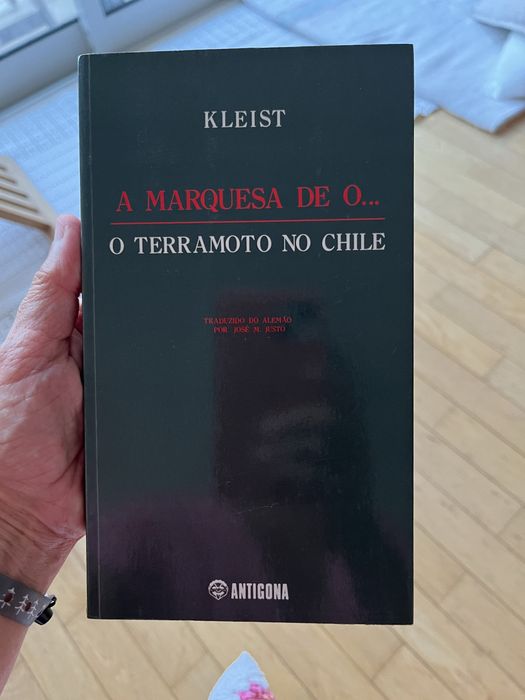 KLEIST
A MARQUESA DE O...
O TERRAMOTO NO CHILE
TRADUZIDO DO ALEMÃO
POR JOSÉ M. JUSTO
ANTIGONA